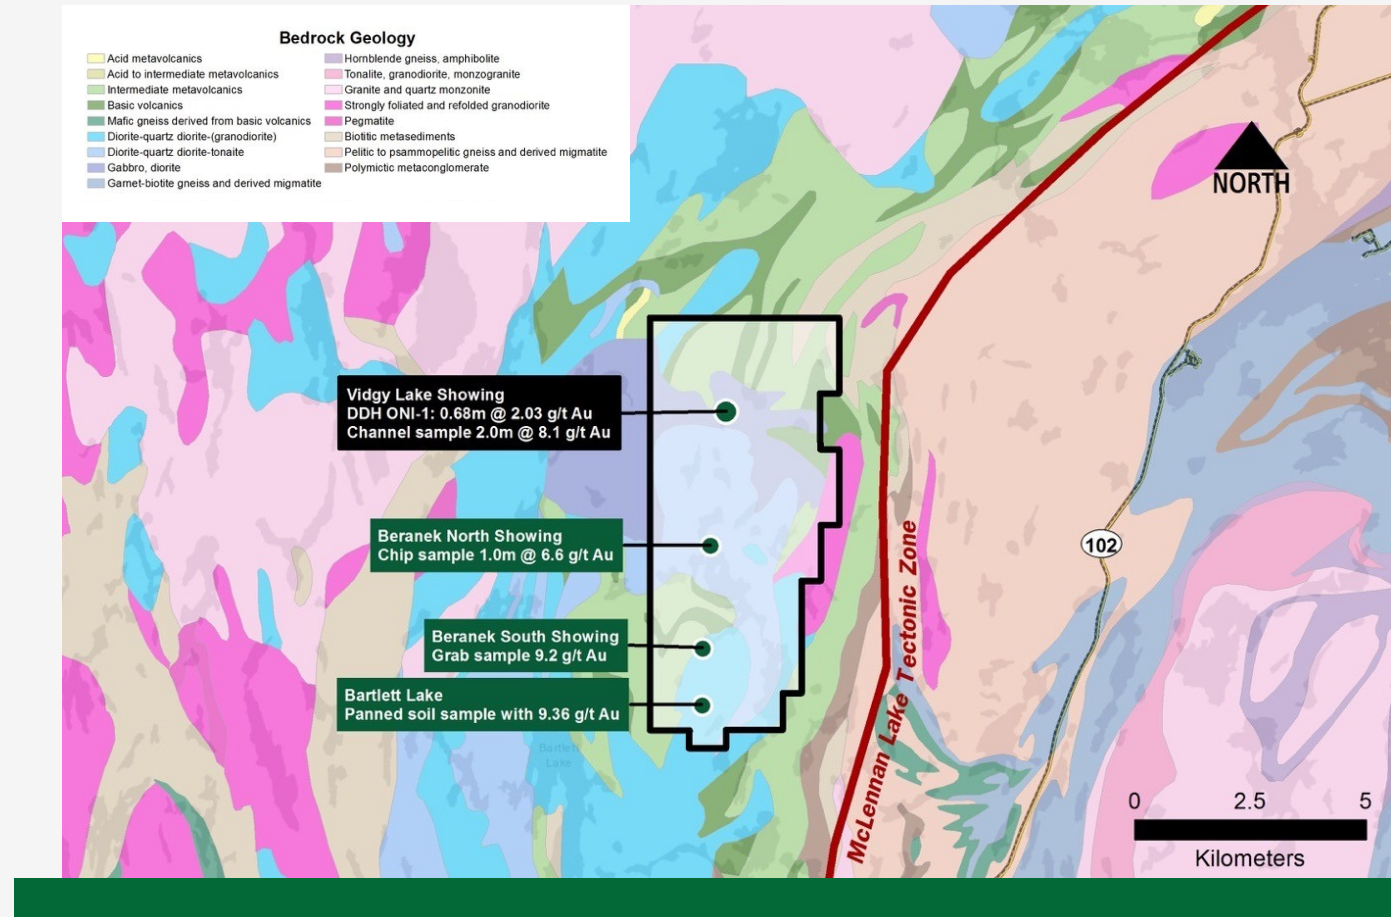 Bedrock Geology
Acid metavolcanics
Acid to intermediate metavolcanics
Intermediate metavolcanics
Basic volcanics
Mafic gneiss derived from basic volcanics
Diorite-quartz diorite-(granodiorite)
Diorite-quartz diorite-tonaite
Gabbro, diorite
Garnet-biotite gneiss and derived migmatite
Hornblende gneiss, amphibolite
Tonalite, granodiorite, monzogranite
Granite and quartz monzonite
Strongly foliated and refolded granodiorite
Pegmatite
Biotitic metasediments
Pelitic to psammopelitic gneiss and derived migmatite
Polymictic metaconglomerate
NORTH
Vidgy Lake Showing
DDH ONI-1: 0.68m @ 2.03 g/t Au
Channel sample 2.0m @ 8.1 g/t Au
Beranek North Showing
Chip sample 1.0m @ 6.6 g/t Au
Beranek South Showing
Grab sample 9.2 g/t Au
Bartlett Lake
Panned soil sample with 9.36 g/t Au
Bartlett
Lake
McLennan Lake Tectonic Zone
102
0 2.5 5
Kilometers